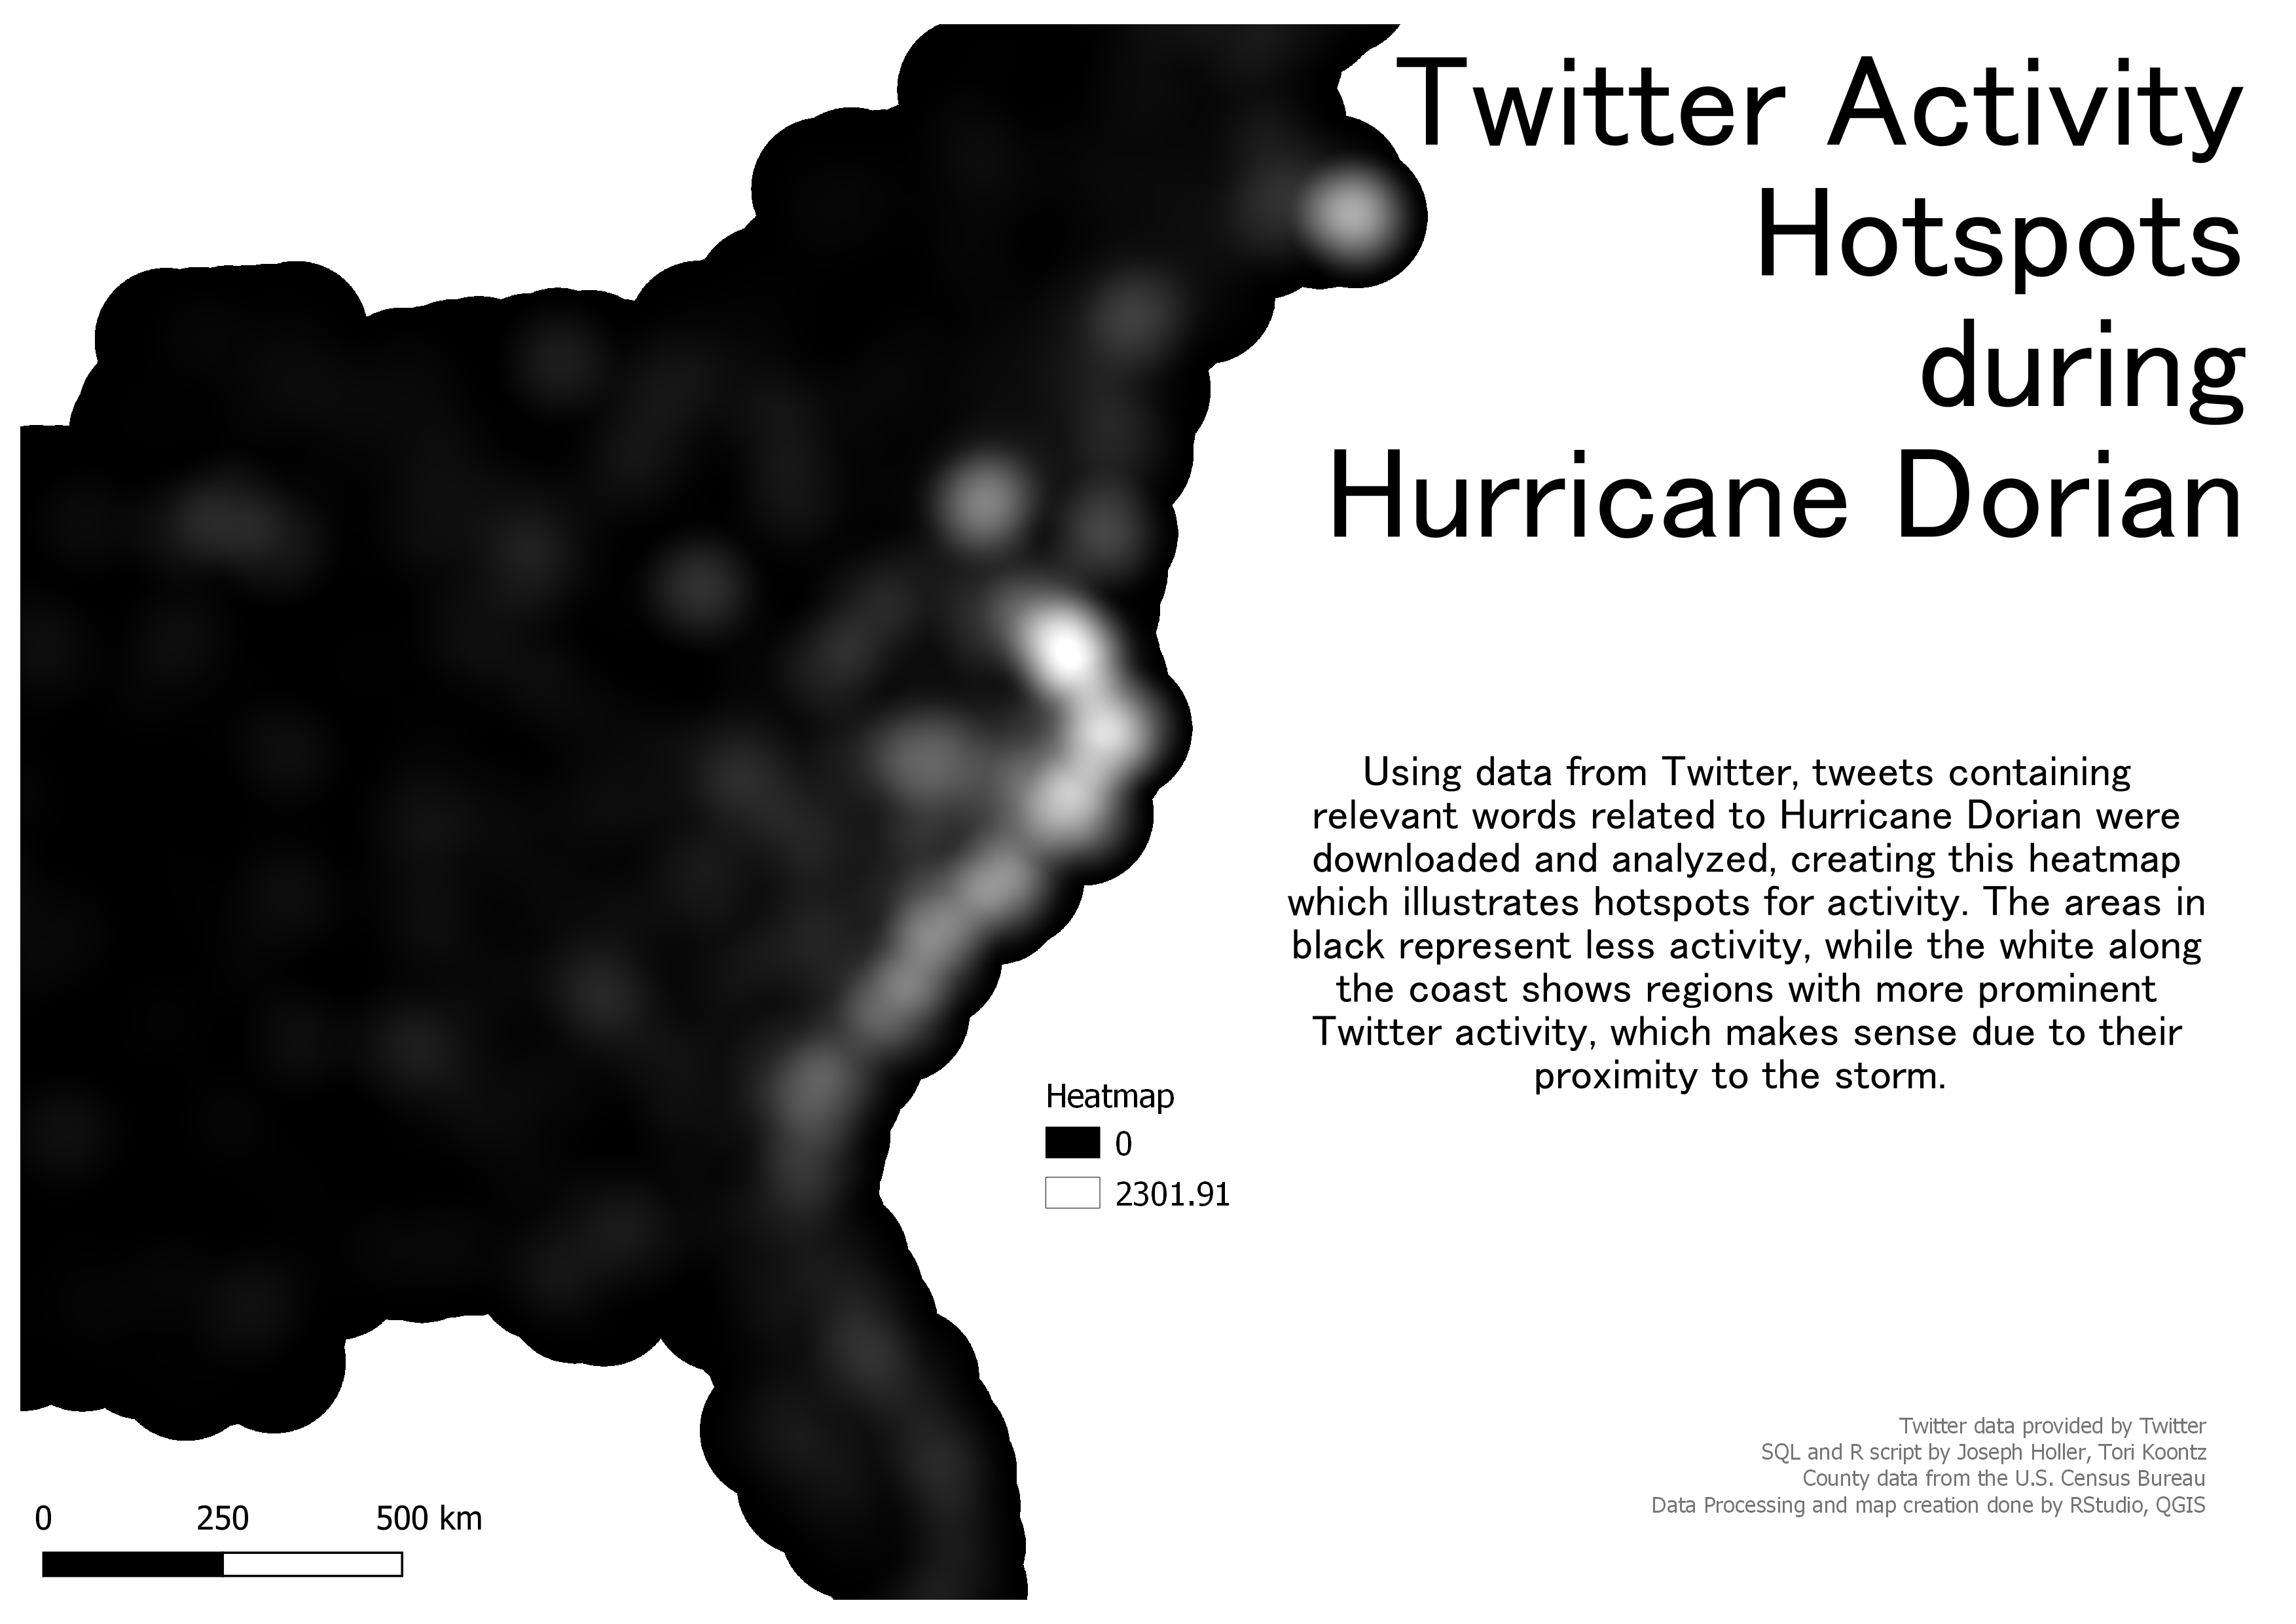 Twitter Activity
Hotspots
during
Hurricane Dorian
Using data from Twitter, tweets containing
relevant words related to Hurricane Dorian were
downloaded and analyzed, creating this heatmap
which illustrates hotspots for activity. The areas in
black represent less activity, while the white along
the coast shows regions with more prominent
Twitter activity, which makes sense due to their
proximity to the storm.
Heatmap
0
2301.91
Twitter data provided by Twitter
SQL and R script by Joseph Holler, Tori Koontz
County data from the U.S. Census Bureau
Data Processing and map creation done by RStudio, QGIS
0 250 500 km